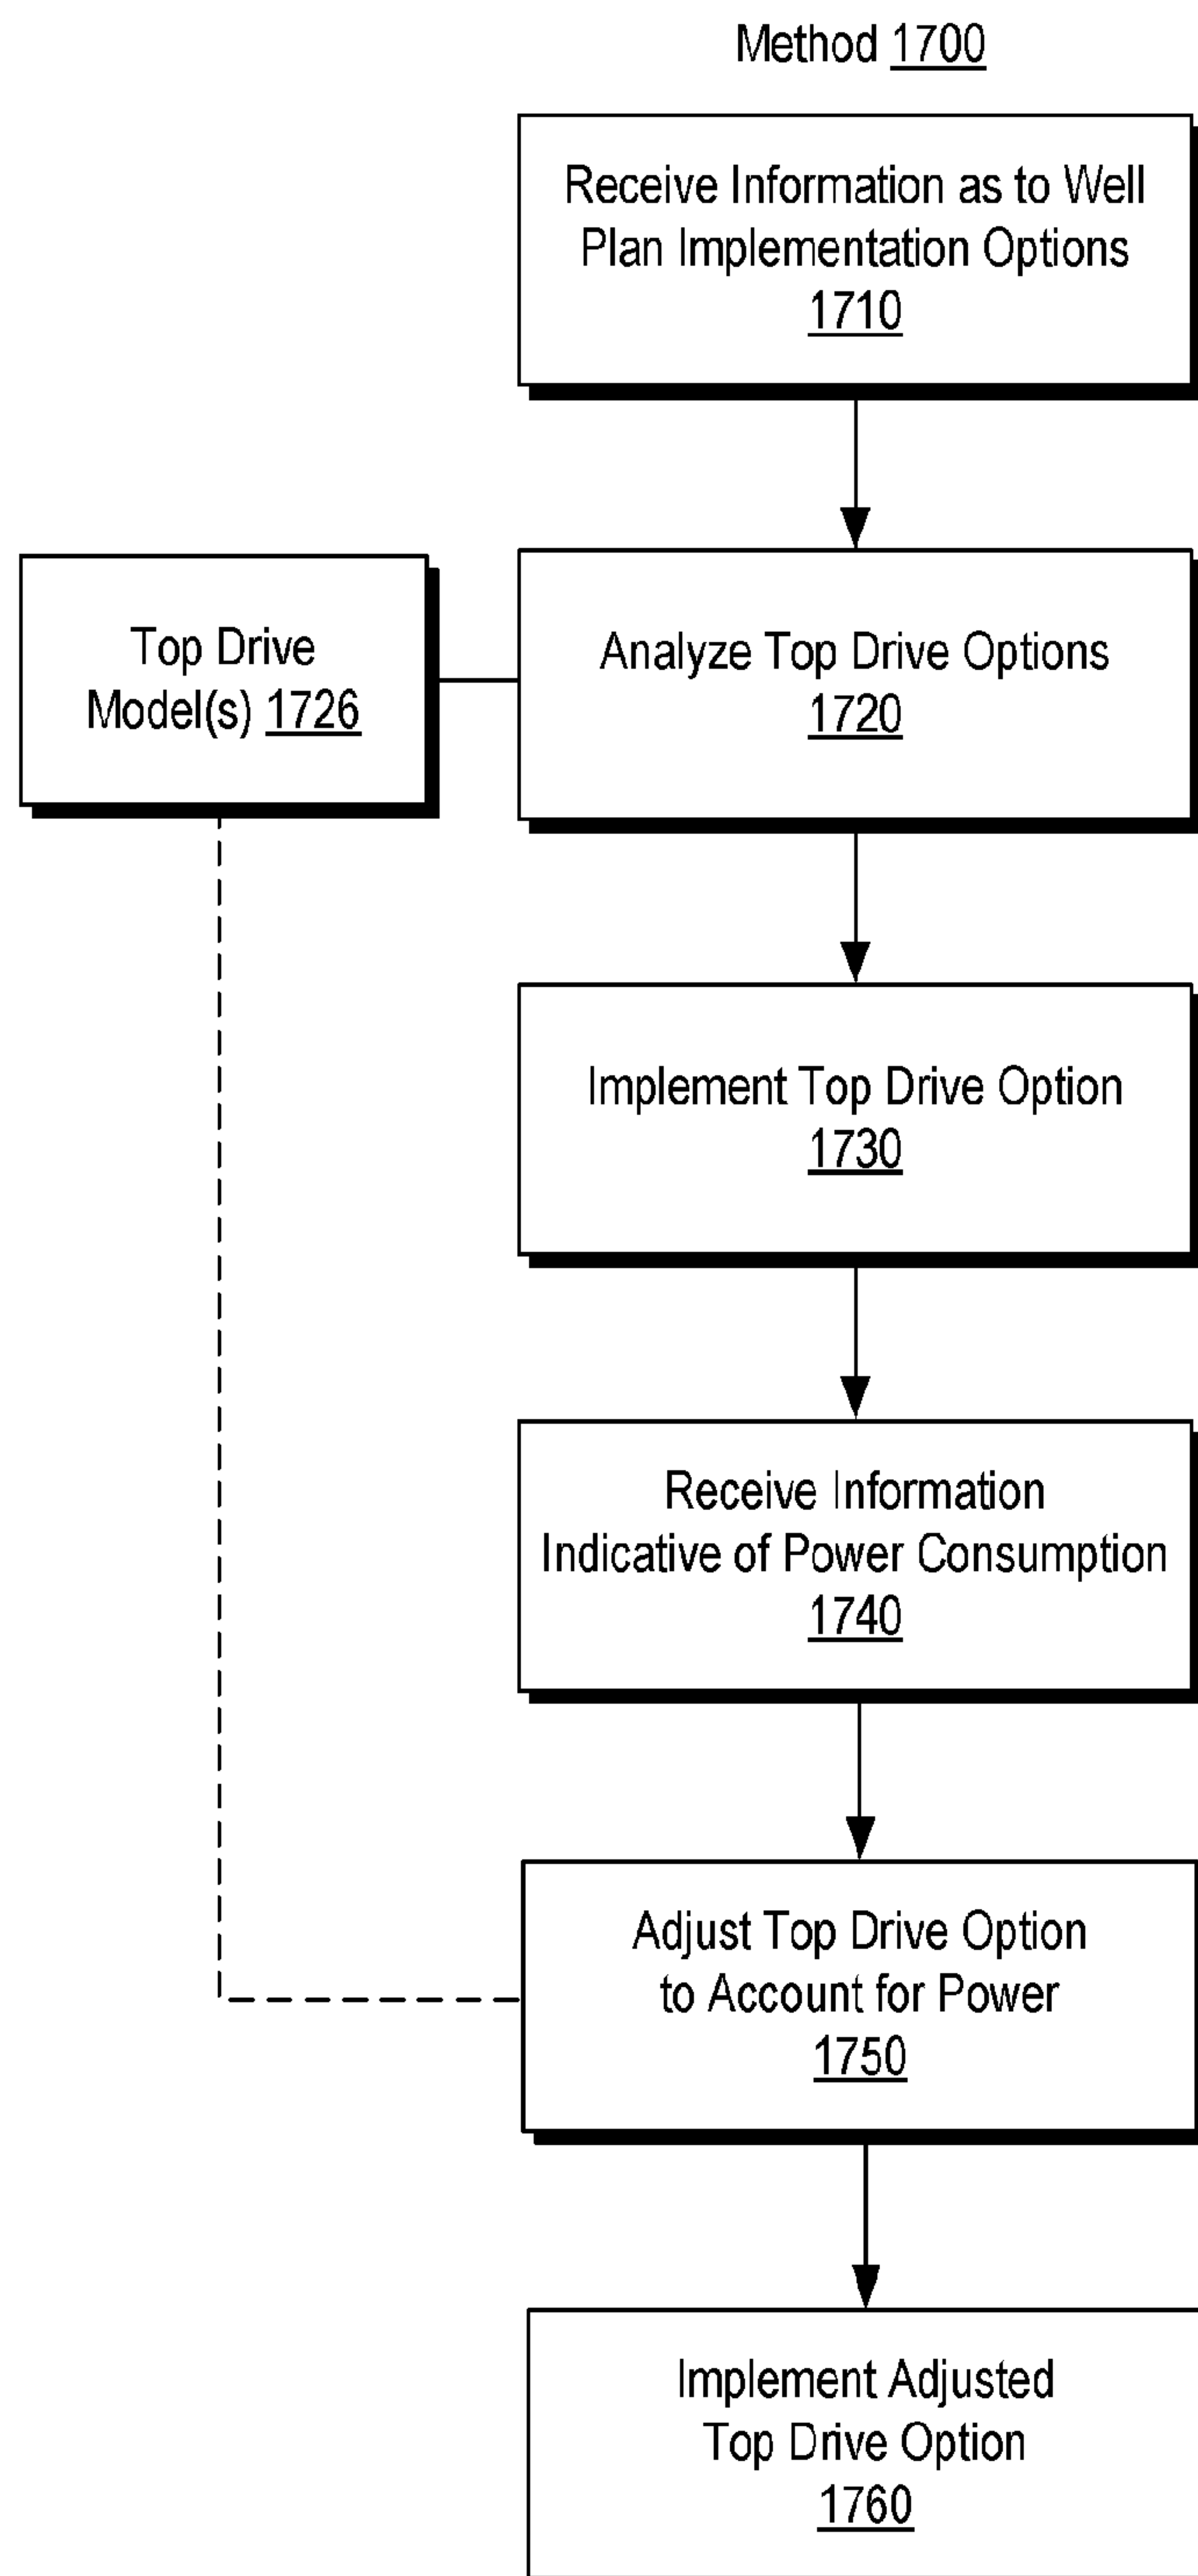 Method 1700
Receive Information as to Well
Plan Implementation Options
1710
Top Drive
Model(s) 1726
Analyze Top Drive Options
1720
Implement Top Drive Option
1730
Receive Information
Indicative of Power Consumption
1740
Adjust Top Drive Option
to Account for Power
1750
Implement Adjusted
Top Drive Option
1760